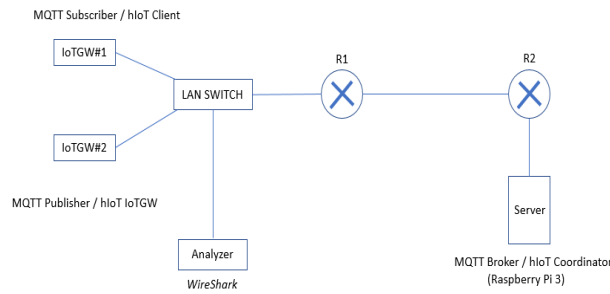 MQTT Subscriber / hIoT Client
IoTGW#1
R1
R2
LAN SWITCH
IoTGW#2
MQTT Publisher / hIoT IoTGW
Server
Analyzer
WireShark
MQTT Broker / hIoT Coordinator
(Raspberry Pi 3)